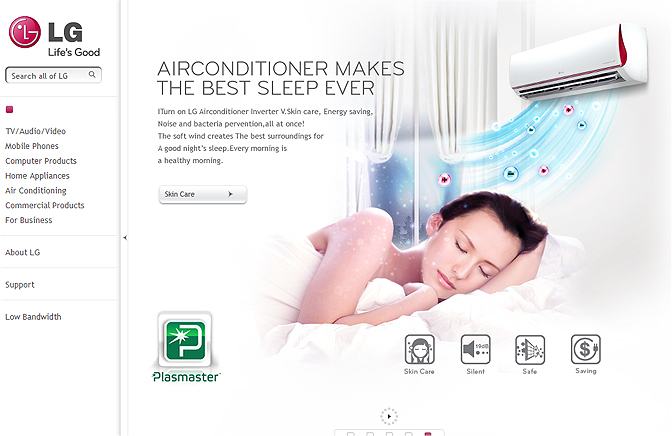 LG
Life's Good
Search all of LG
TV/Audio/Video
Mobile Phones
Computer Products
Home Appliances
Air Conditioning
Commercial Products
For Business
About LG
Support
Low Bandwidth
AIRCONDITIONER MAKES
THE BEST SLEEP EVER
ITurn on LG Airconditioner Inverter V.Skin care, Energy saving,
Noise and bacteria pervention,all at once!
The soft wind creates The best surroundings for
A good night's sleep.Every morning is
a healthy morning.
Skin Care
P
Plasmaster
19dB
$
Skin Care
Silent
Safe
Saving